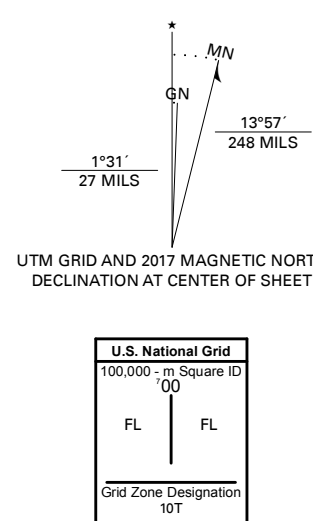 ★
MN
GN
13°57´
248 MILS
1°31´
27 MILS
UTM GRID AND 2017 MAGNETIC NORT
DECLINATION AT CENTER OF SHEET
U.S. National Grid
100,000 - m Square ID
700
FL FL
Grid Zone Designation
10T